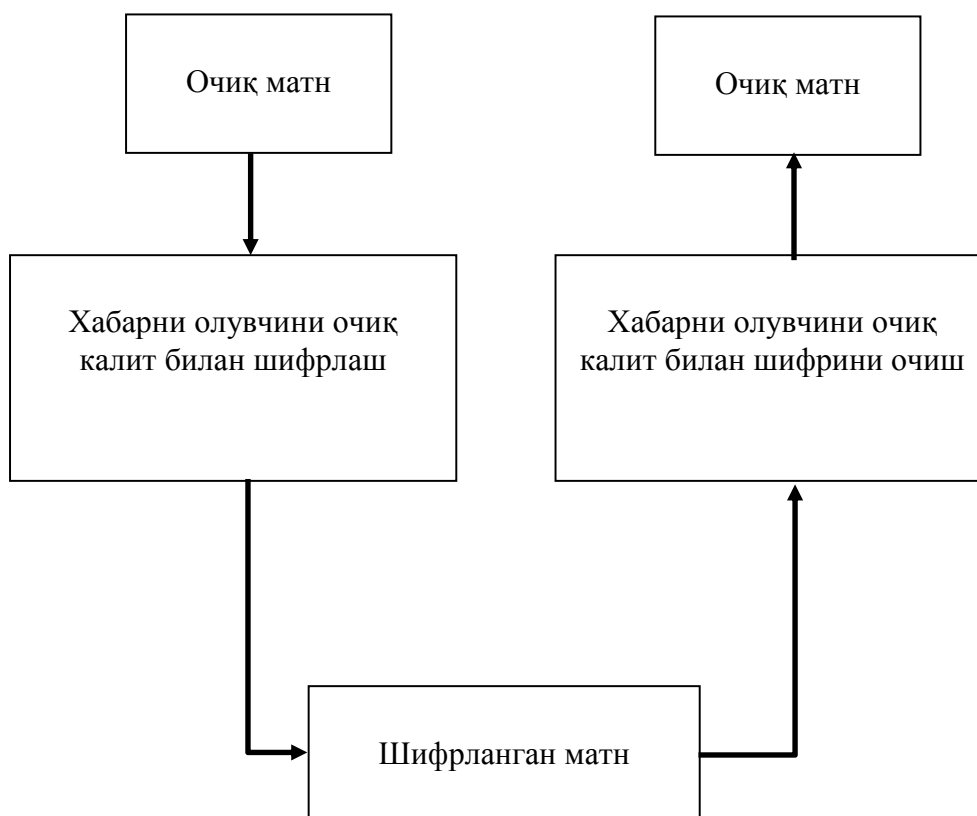 Очиқ матн
Очиқ матн
Хабарни олувчини очиқ
калит билан шифрлаш
Хабарни олувчини очиқ
калит билан шифрини очиш
Шифрланган матн